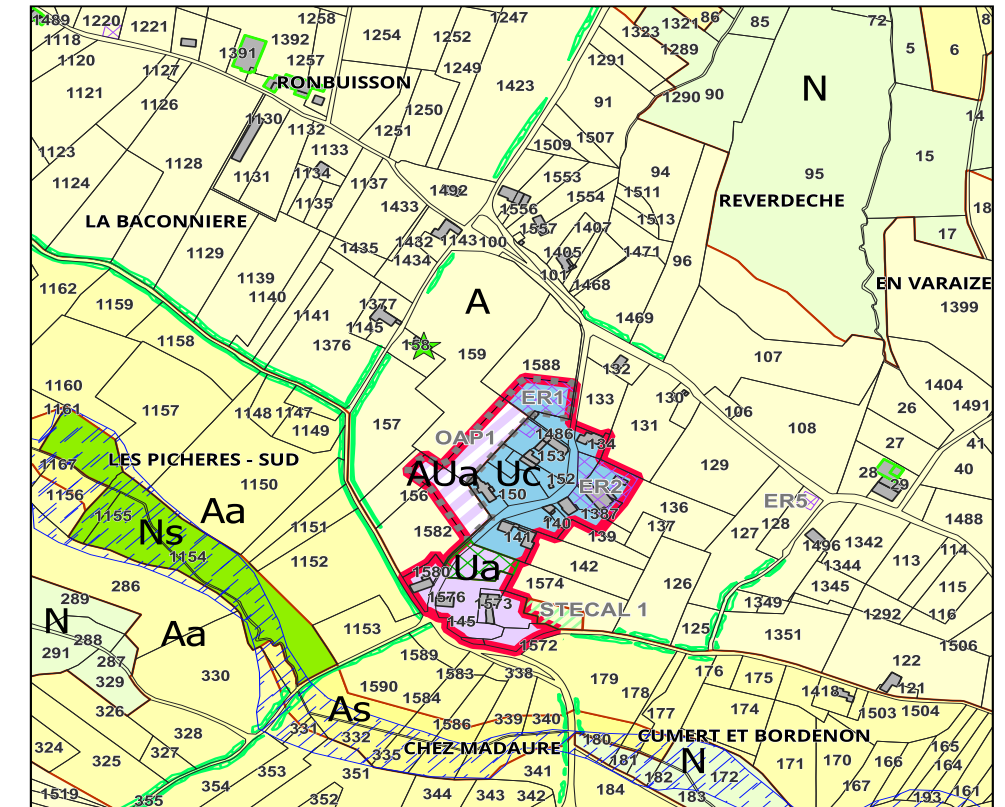 1489 1220 1221 1258 1254 1252 1247 1323 1321 86 85 72 8
1118 1392 1289 5 6
1120 1391 1257 1249 1291
1127 RONBUISSON 1423 N
1121 1126 1250 91 1290 90
1130 1132 1251 1507 14
1123 1133 1509 15
1128 1134 1131 1553 94 95
1124 1137 1492 1554 1511
1135 1433 1556 REVERDECHE 18
LA BACONNIERE 1557 1407 1513
1129 1435 1432 1143 100 17
1434 1405 1471 96
1139 101 1468 EN VARAIZE
1162 1159 1140 1377 A 1399
1141 1145 1469
1158 1376 158 159 107
1160 1588 132 1404
1161 1157 1148 1147 ER1 133 130 106 26 1491
1149 157 OAP1 1486 131 108 27 41
1167 LES PICHERES - SUD 153 134 129 28 40
1156 1150 AUa Uc 152 ER2 29
1155 Aa 156 150 1387 136 ER5 1488
Ns 1151 1582 140 137 128
1154 1152 141 139 127 1496 1342 114
286 1580 Ua 142 1344 113
289 1576 1573 1574 126 1345 115
N 288 Aa 145 STECAL 1 1349 1292 116
291 287 1153 1572 125 1351 1506
329 330 1589 1583 338 179 176 175 122
326 1590 1584 178 1418 121
As 339 340 177 174 1503 1504
328 331 332 1586 180 CUMERT ET BORDENON
324 327 335 CHEZ MADAURE 181 N 165
325 353 351 341 182 172 171 170 166 164
1519 355 354 352 344 343 342 184 183 167 193 161